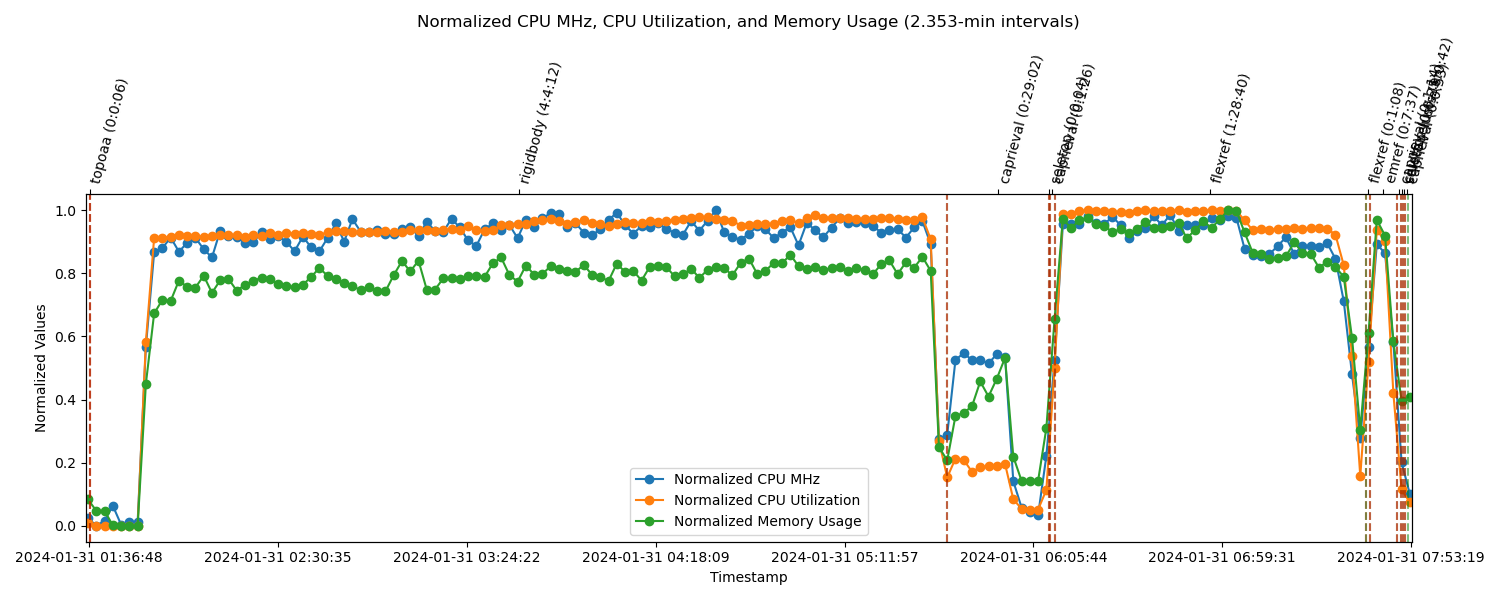 Normalized CPU MHz, CPU Utilization, and Memory Usage (2.353-min intervals)
topoaa (0:0:06)
rigidbody (4:4:12)
caprieval (0:29:02)
caprieval (0:1:26)
flexref (1:28:40)
flexref (0:1:08)
emref (0:7:37)
Normalized Values
1.0
0.8
0.6
0.4
0.2
0.0
Normalized CPU MHz
Normalized CPU Utilization
Normalized Memory Usage
2024-01-31 01:36:48
2024-01-31 02:30:35
2024-01-31 03:24:22
2024-01-31 04:18:09
2024-01-31 05:11:57
2024-01-31 06:05:44
2024-01-31 06:59:31
2024-01-31 07:53:19
Timestamp